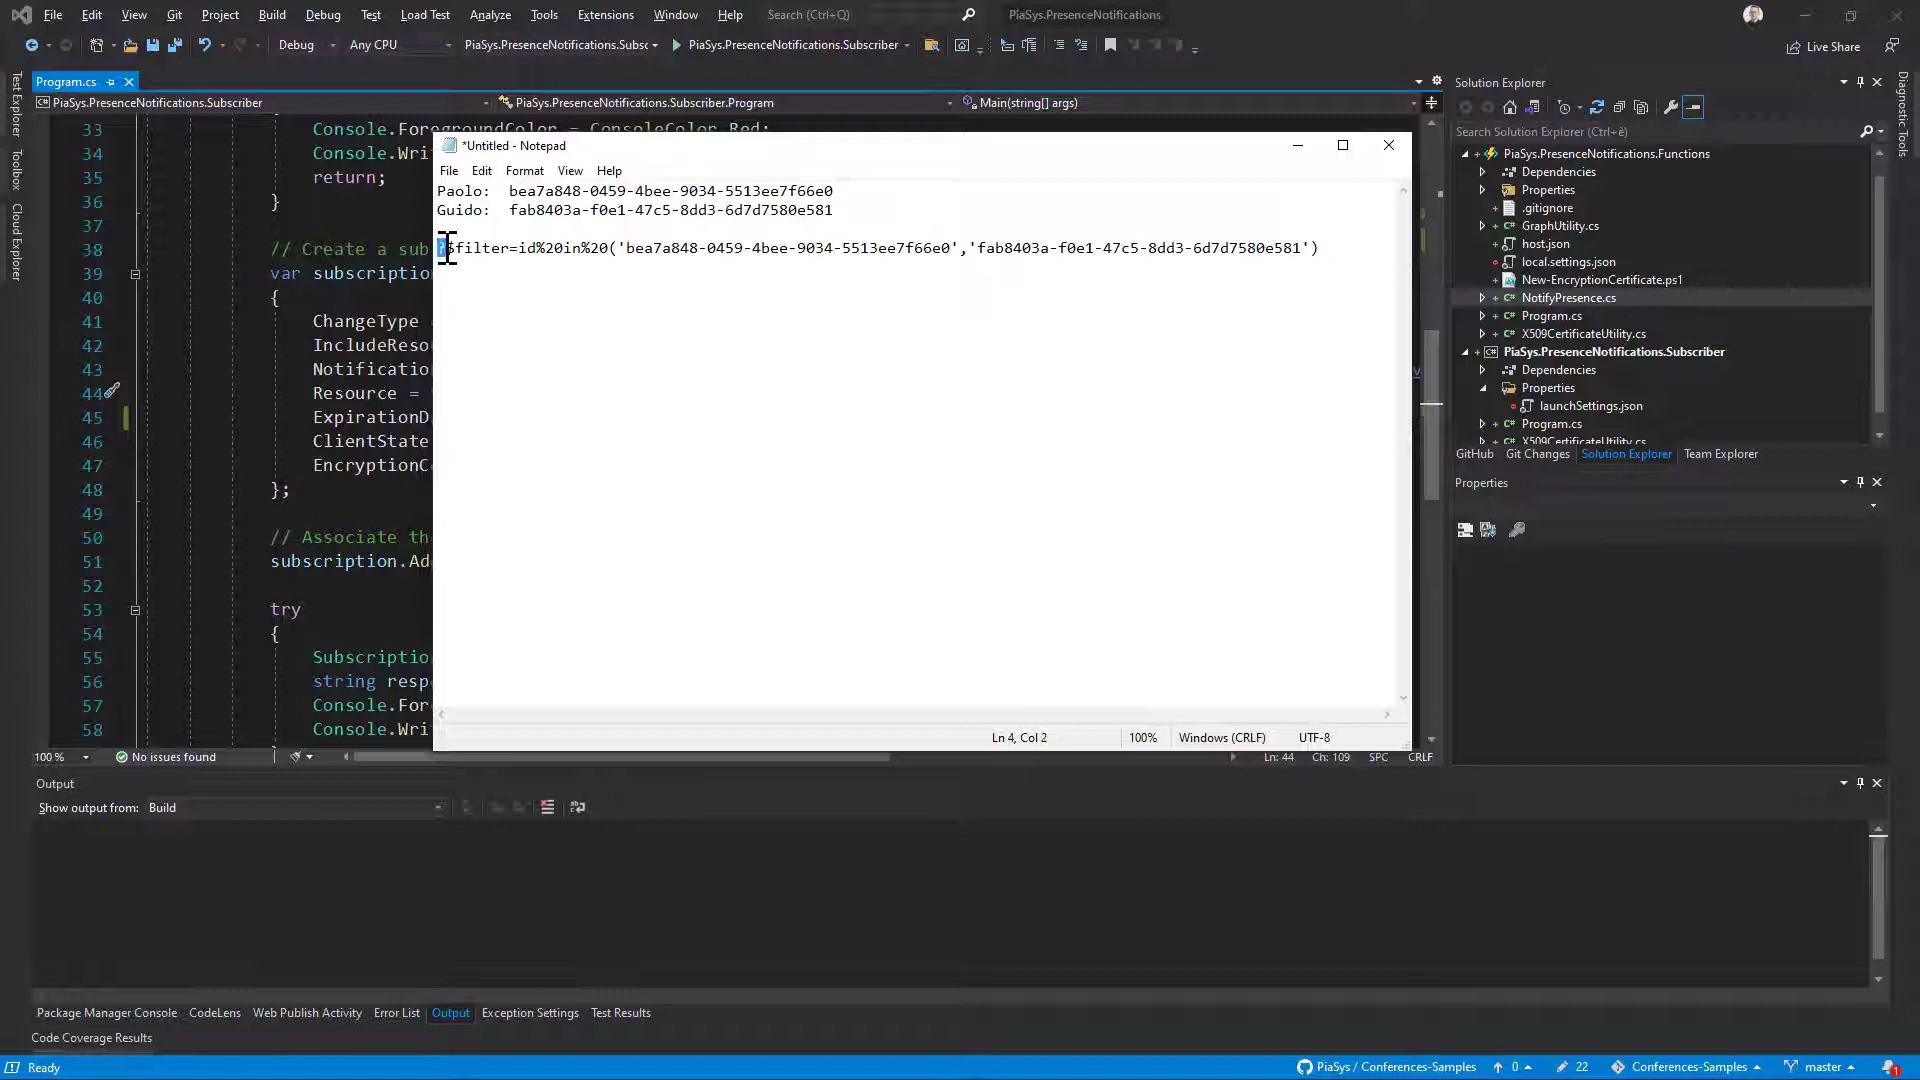 File Edit View Git Project Build Debug Test Load Test Analyze Tools Extensions Window Help Search (Ctrl+Q) PiaSys.PresenceNotifications
Debug Any CPU PiaSys.PresenceNotifications.Subsc PiaSys.PresenceNotifications.Subscriber Live Share
Program.cs
PiaSys.PresenceNotifications.Subscriber PiaSys.PresenceNotifications.Subscriber.Program Main(string[] args)
Test Explorer
Toolbox
Cloud Explorer
33 Console.ForegroundColor = ConsoleColor.Red;
34 Console.Wri
35 return;
36 }
37
38 // Create a sub
39 var subscriptio
40 {
41 ChangeType
42 IncludeResou
43 Notificatio
44 Resource =
45 ExpirationD
46 ClientState
47 EncryptionC
48 };
49
50 // Associate th
51 subscription.Ad
52
53 try
54 {
55 Subscriptio
56 string resp
57 Console.For
58 Console.Wri
*Untitled - Notepad
File Edit Format View Help
Paolo: bea7a848-0459-4bee-9034-5513ee7f66e0
Guido: fab8403a-f0e1-47c5-8dd3-6d7d7580e581
?$filter=id%20in%20('bea7a848-0459-4bee-9034-5513ee7f66e0','fab8403a-f0e1-47c5-8dd3-6d7d7580e581')
Ln 4, Col 2 100% Windows (CRLF) UTF-8
100% No issues found Ln: 44 Ch: 109 SPC CRLF
Solution Explorer
Search Solution Explorer (Ctrl+è)
PiaSys.PresenceNotifications.Functions
Dependencies
Properties
.gitignore
GraphUtility.cs
host.json
local.settings.json
New-EncryptionCertificate.ps1
NotifyPresence.cs
Program.cs
X509CertificateUtility.cs
PiaSys.PresenceNotifications.Subscriber
Dependencies
Properties
launchSettings.json
Program.cs
X509CertificateUtility.cs
GitHub Git Changes Solution Explorer Team Explorer
Properties
Diagnostic Tools
Output
Show output from: Build
Package Manager Console CodeLens Web Publish Activity Error List Output Exception Settings Test Results
Code Coverage Results
Ready PiaSys / Conferences-Samples 0 22 Conferences-Samples master 1